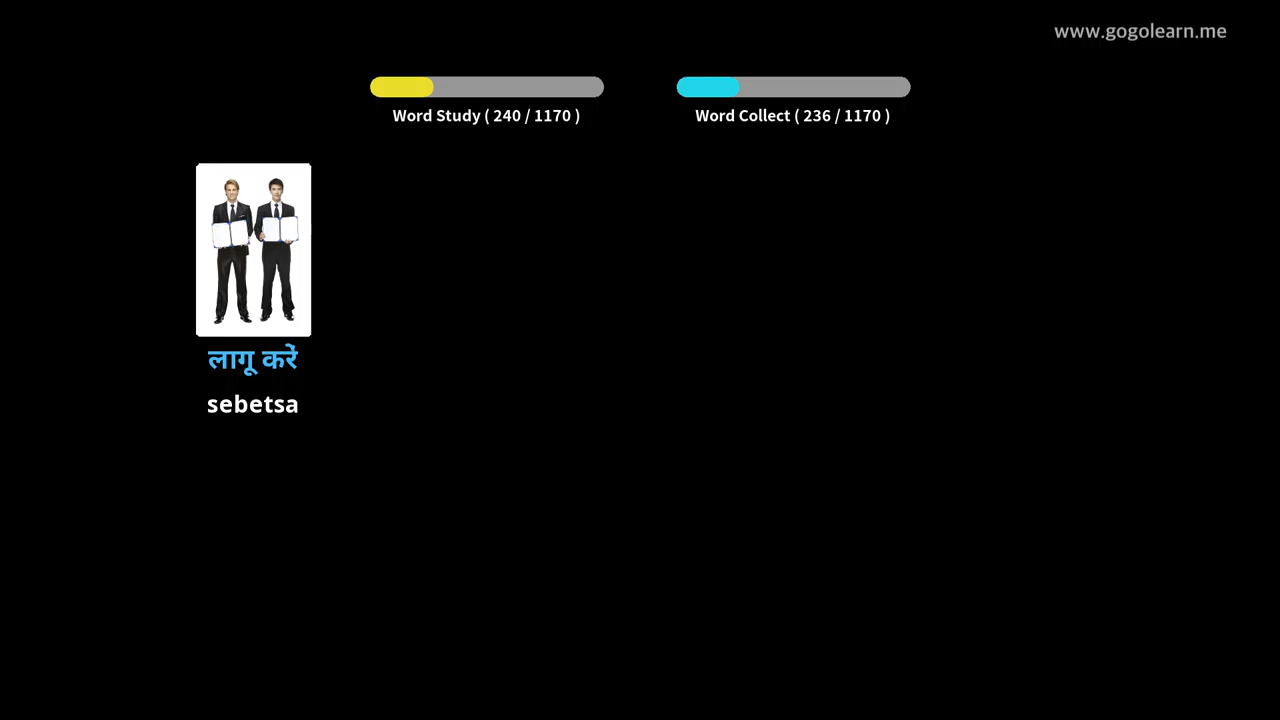 www.gogolearn.me
Word Study ( 240 / 1170 )
Word Collect ( 236 / 1170 )
लागू करें
sebetsa